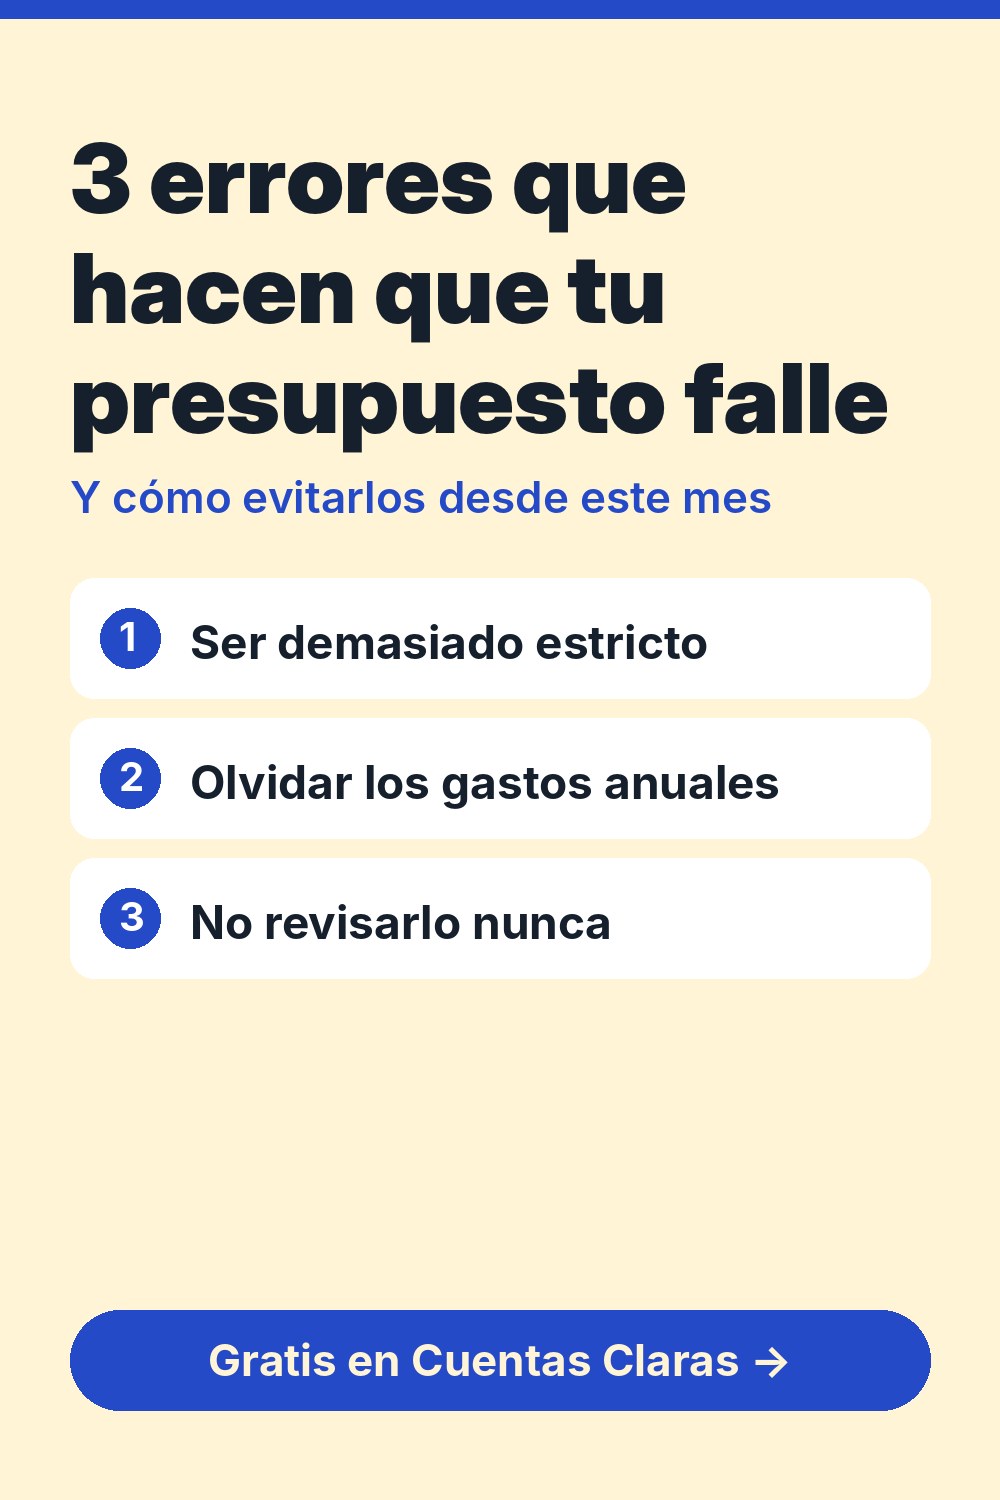 3 errores que
hacen que tu
presupuesto falle
Y cómo evitarlos desde este mes
1 Ser demasiado estricto
2 Olvidar los gastos anuales
3 No revisarlo nunca
Gratis en Cuentas Claras →